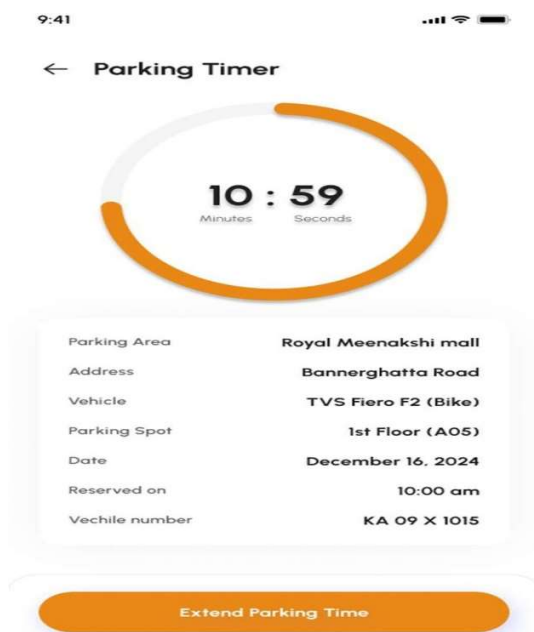 9:41
Parking Timer
10 : 59
Minutes Seconds
Parking Area Royal Meenakshi mall
Address Bannerghatta Road
Vehicle TVS Fiero F2 (Bike)
Parking Spot 1st Floor (A05)
Date December 16, 2024
Reserved on 10:00 am
Vechile number KA 09 X 1015
Extend Parking Time